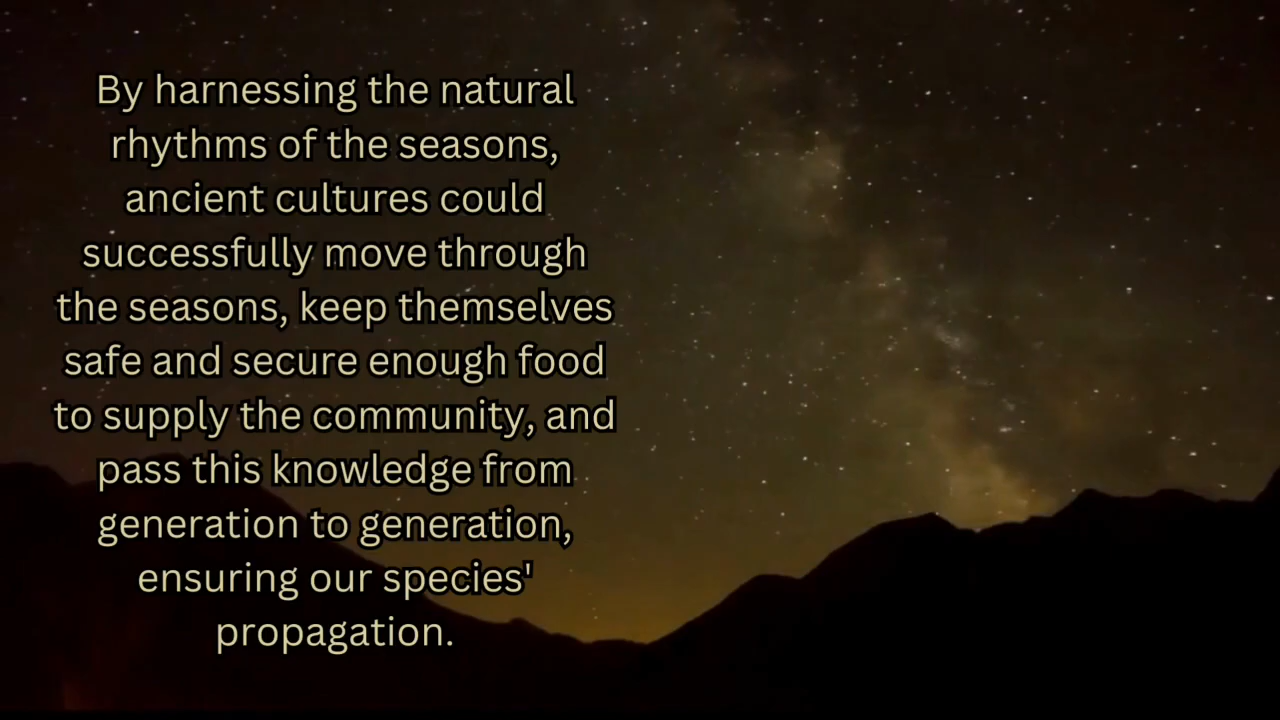 By harnessing the natural
rhythms of the seasons,
ancient cultures could
successfully move through
the seasons, keep themselves
safe and secure enough food
to supply the community, and
pass this knowledge from
generation to generation,
ensuring our species'
propagation.